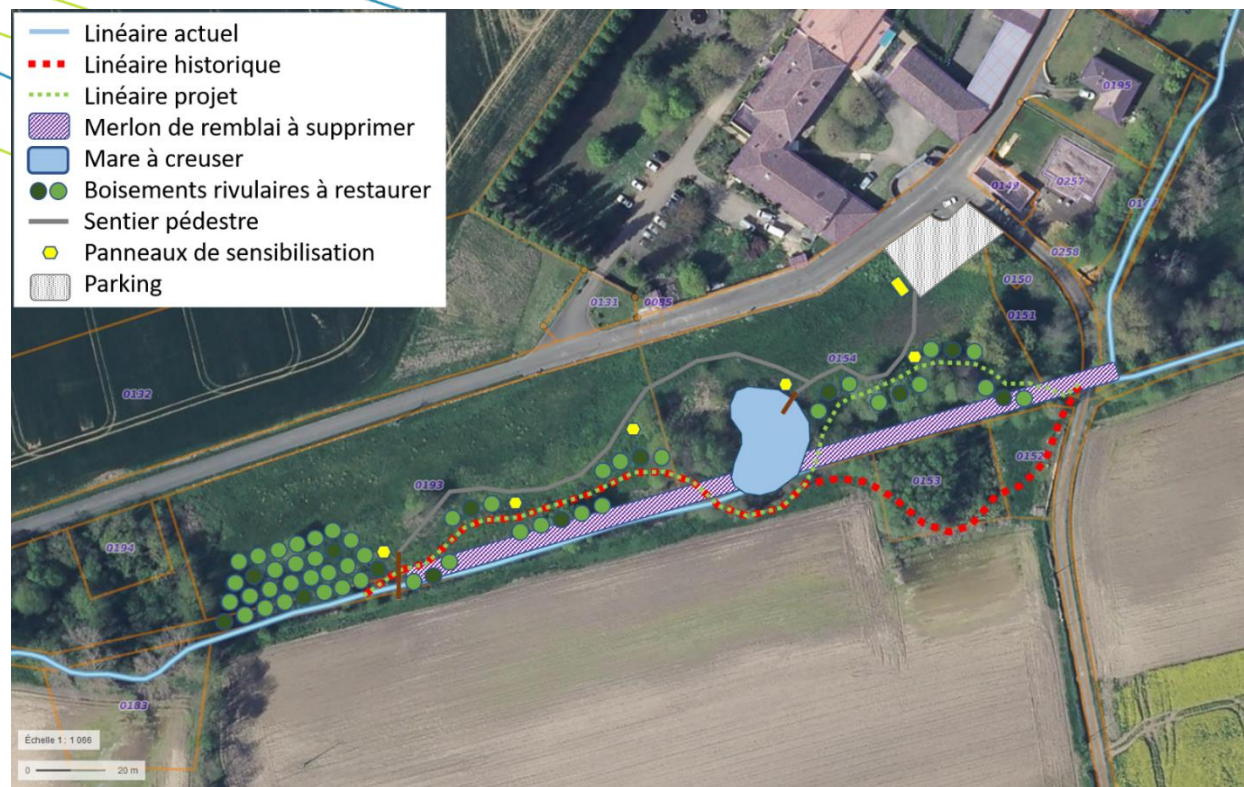 Linéaire actuel
Linéaire historique
Linéaire projet
Merlon de remblai à supprimer
Mare à creuser
Boisements rivulaires à restaurer
Sentier pédestre
Panneaux de sensibilisation
Parking
0195
0149
0257
0258
0131
0085
0150
0151
0154
0132
0152
0153
0193
0194
0183
Échelle 1 : 1 066
0
20 m